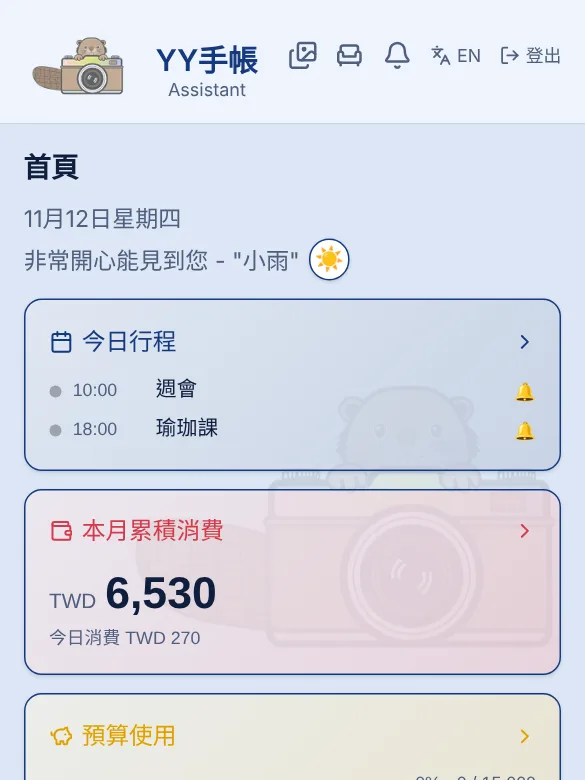 YY手帳
Assistant
EN
登出
首頁
11月12日星期四
非常開心能見到您 - "小雨"
今日行程
10:00 週會
18:00 瑜珈課
本月累積消費
TWD 6,530
今日消費 TWD 270
預算使用